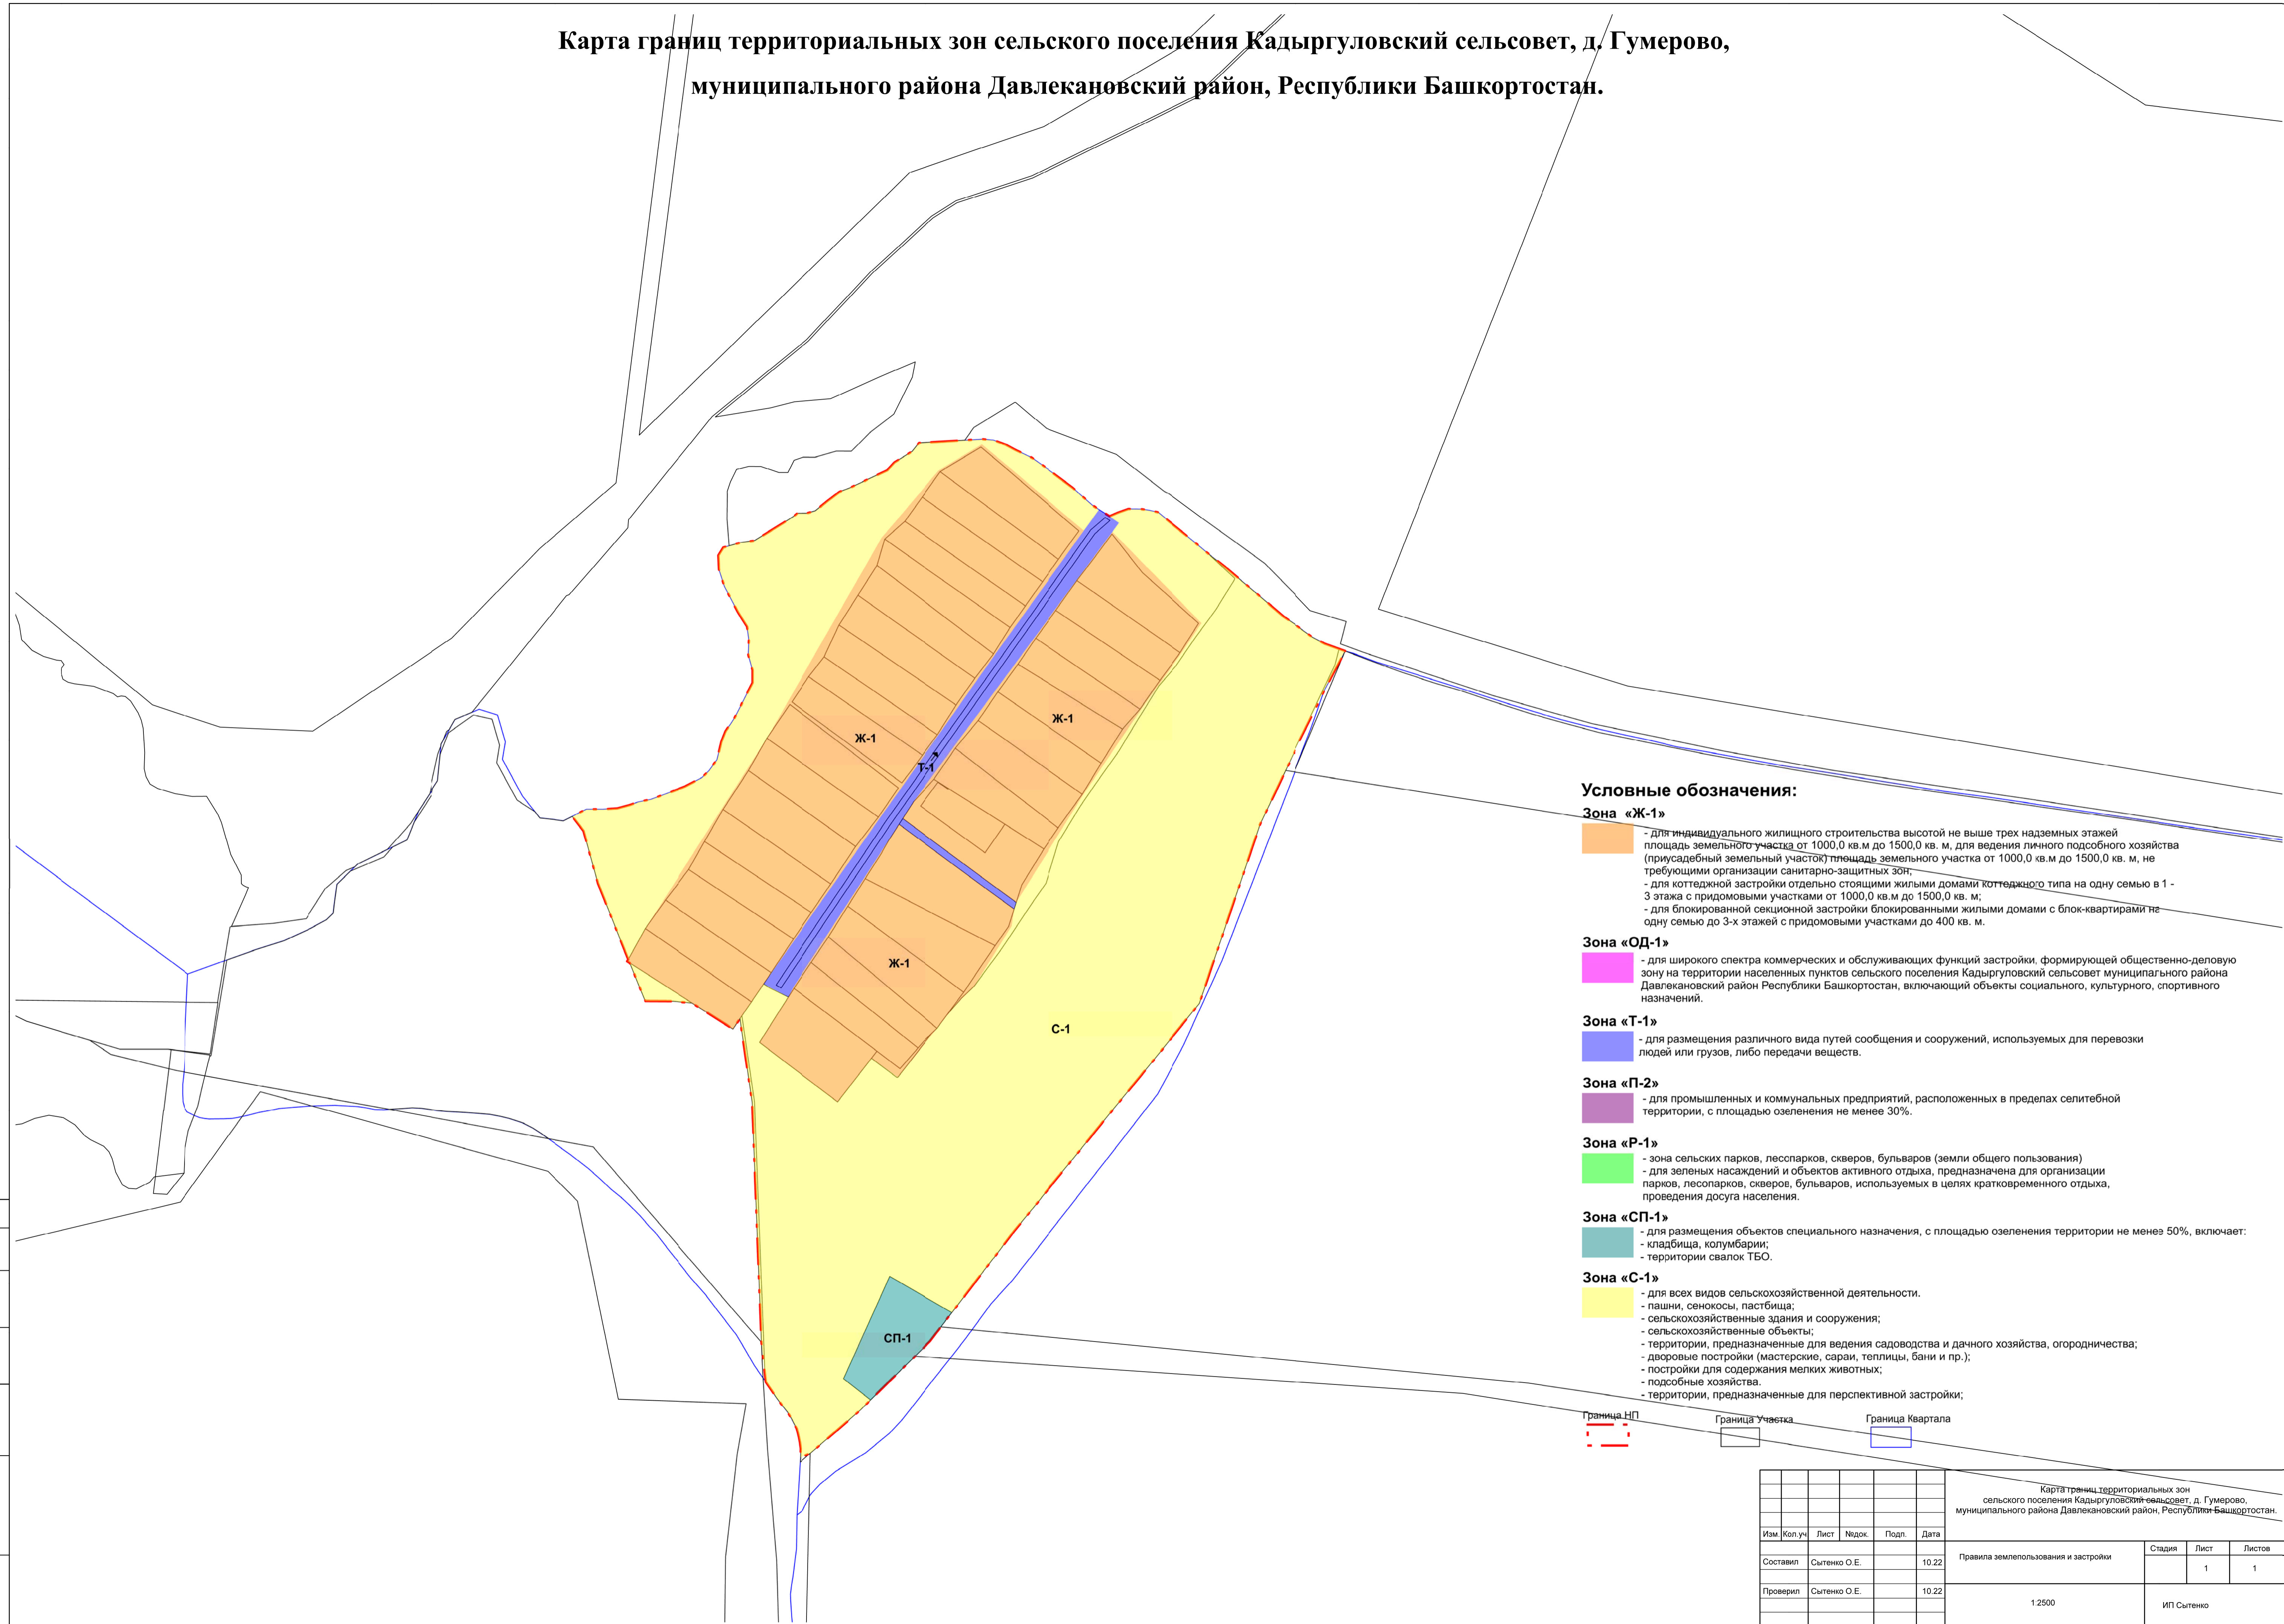 Карта границ территориальных зон сельского поселения Кадыргуловский сельсовет, д. Гумерово,
муниципального района Давлекановский район, Республики Башкортостан.
Ж-1
Ж-1
Т-1
Ж-1
С-1
СП-1
Условные обозначения:
Зона «Ж-1»
- для индивидуального жилищного строительства высотой не выше трех надземных этажей
площадь земельного участка от 1000,0 кв.м до 1500,0 кв. м, для ведения личного подсобного хозяйства
(приусадебный земельный участок) площадь земельного участка от 1000,0 кв.м до 1500,0 кв. м, не
требующими организации санитарно-защитных зон;
- для коттеджной застройки отдельно стоящими жилыми домами коттеджного типа на одну семью в 1 -
3 этажа с придомовыми участками от 1000,0 кв.м до 1500,0 кв. м;
- для блокированной секционной застройки блокированными жилыми домами с блок-квартирами на
одну семью до 3-х этажей с придомовыми участками до 400 кв. м.
Зона «ОД-1»
- для широкого спектра коммерческих и обслуживающих функций застройки, формирующей общественно-деловую
зону на территории населенных пунктов сельского поселения Кадыргуловский сельсовет муниципального района
Давлекановский район Республики Башкортостан, включающий объекты социального, культурного, спортивного
назначений.
Зона «Т-1»
- для размещения различного вида путей сообщения и сооружений, используемых для перевозки
людей или грузов, либо передачи веществ.
Зона «П-2»
- для промышленных и коммунальных предприятий, расположенных в пределах селитебной
территории, с площадью озеленения не менее 30%.
Зона «Р-1»
- зона сельских парков, лесопарков, скверов, бульваров (земли общего пользования)
- для зеленых насаждений и объектов активного отдыха, предназначена для организации
парков, лесопарков, скверов, бульваров, используемых в целях кратковременного отдыха,
проведения досуга населения.
Зона «СП-1»
- для размещения объектов специального назначения, с площадью озеленения территории не менее 50%, включает:
- кладбища, колумбарии;
- территории свалок ТБО.
Зона «С-1»
- для всех видов сельскохозяйственной деятельности.
- пашни, сенокосы, пастбища;
- сельскохозяйственные здания и сооружения;
- сельскохозяйственные объекты;
- территории, предназначенные для ведения садоводства и дачного хозяйства, огородничества;
- дворовые постройки (мастерские, сараи, теплицы, бани и пр.);
- постройки для содержания мелких животных;
- подсобные хозяйства.
- территории, предназначенные для перспективной застройки;
Граница НП
Граница Участка
Граница Квартала
Карта границ территориальных зон
сельского поселения Кадыргуловский сельсовет, д. Гумерово,
муниципального района Давлекановский район, Республики Башкортостан.
Изм. Кол.уч Лист №док. Подп. Дата
Составил Сытенко О.Е. 10.22
Правила землепользования и застройки
Стадия Лист Листов
1 1
Проверил Сытенко О.Е. 10.22
1:2500
ИП Сытенко